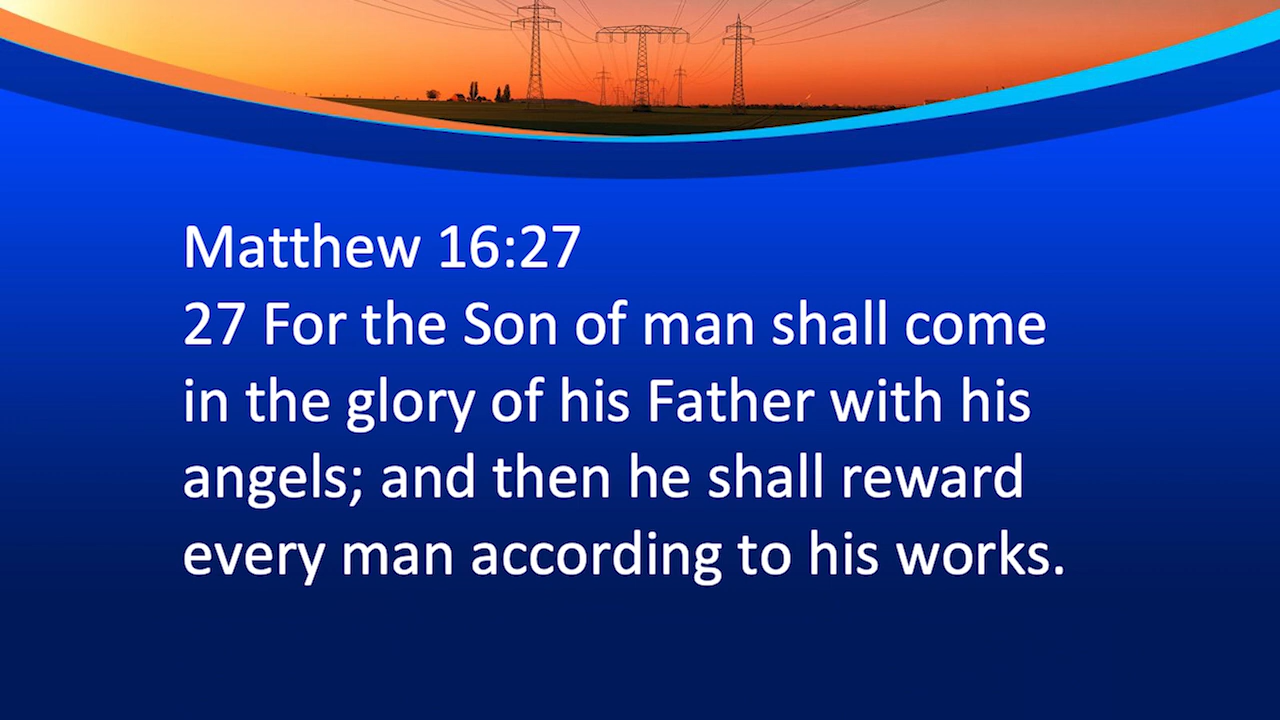 Matthew 16:27
27 For the Son of man shall come
in the glory of his Father with his
angels; and then he shall reward
every man according to his works.